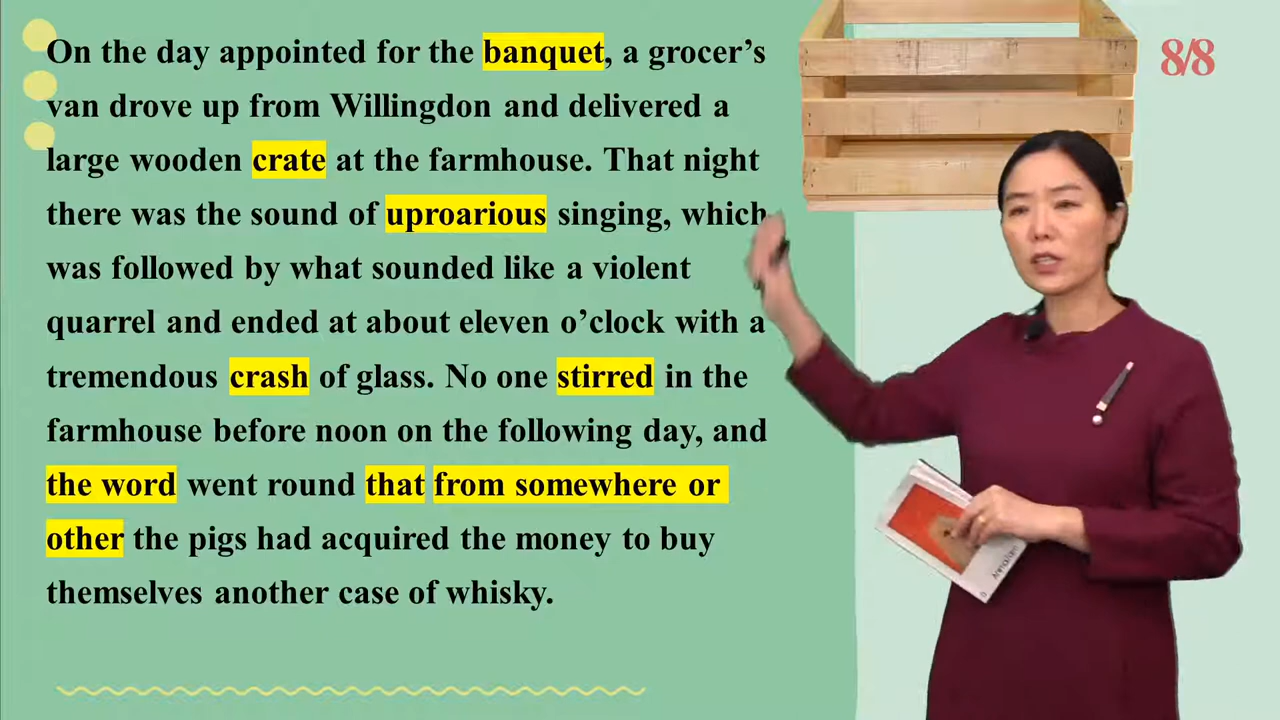 On the day appointed for the banquet, a grocer’s
van drove up from Willingdon and delivered a
large wooden crate at the farmhouse. That night
there was the sound of uproarious singing, which
was followed by what sounded like a violent
quarrel and ended at about eleven o’clock with a
tremendous crash of glass. No one stirred in the
farmhouse before noon on the following day, and
the word went round that from somewhere or
other the pigs had acquired the money to buy
themselves another case of whisky.
8/8